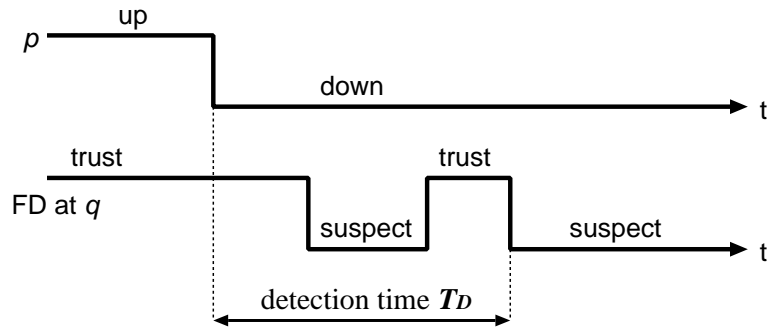 up
p
down
t
trust
trust
FD at q
suspect
suspect
t
detection time TD